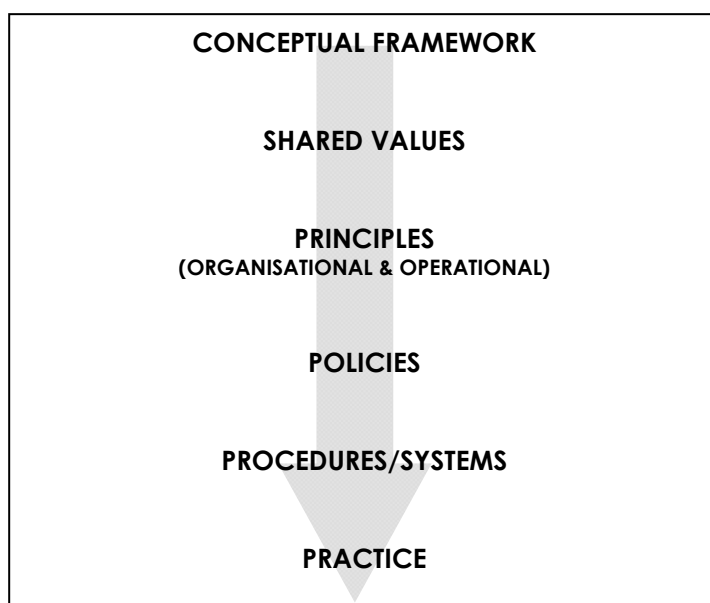 CONCEPTUAL FRAMEWORK
SHARED VALUES
PRINCIPLES
(ORGANISATIONAL & OPERATIONAL)
POLICIES
PROCEDURES/SYSTEMS
PRACTICE